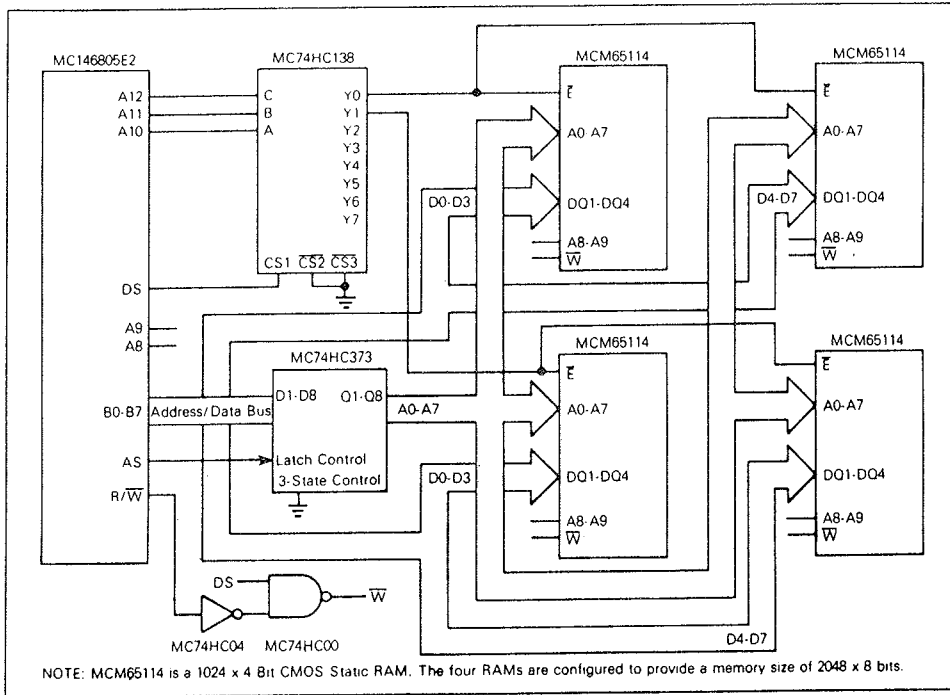 MC146805E2
MC74HC138
MCM65114
MCM65114
A12
A11
A10
C
B
A
Y0
Y1
Y2
Y3
Y4
Y5
Y6
Y7
CS1 CS2 CS3
DS
A9
A8
E
A0-A7
D0-D3
DQ1-DQ4
A8-A9
W
E
A0-A7
D4-D7
DQ1-DQ4
A8-A9
W
MC74HC373
MCM65114
MCM65114
B0-B7
Address/Data Bus
D1-D8 Q1-Q8
A0-A7
AS
Latch Control
3-State Control
R/W
E
A0-A7
D0-D3
DQ1-DQ4
A8-A9
W
E
A0-A7
DQ1-DQ4
A8-A9
W
DS
W
MC74HC04 MC74HC00
D4-D7
NOTE: MCM65114 is a 1024 x 4 Bit CMOS Static RAM. The four RAMs are configured to provide a memory size of 2048 x 8 bits.